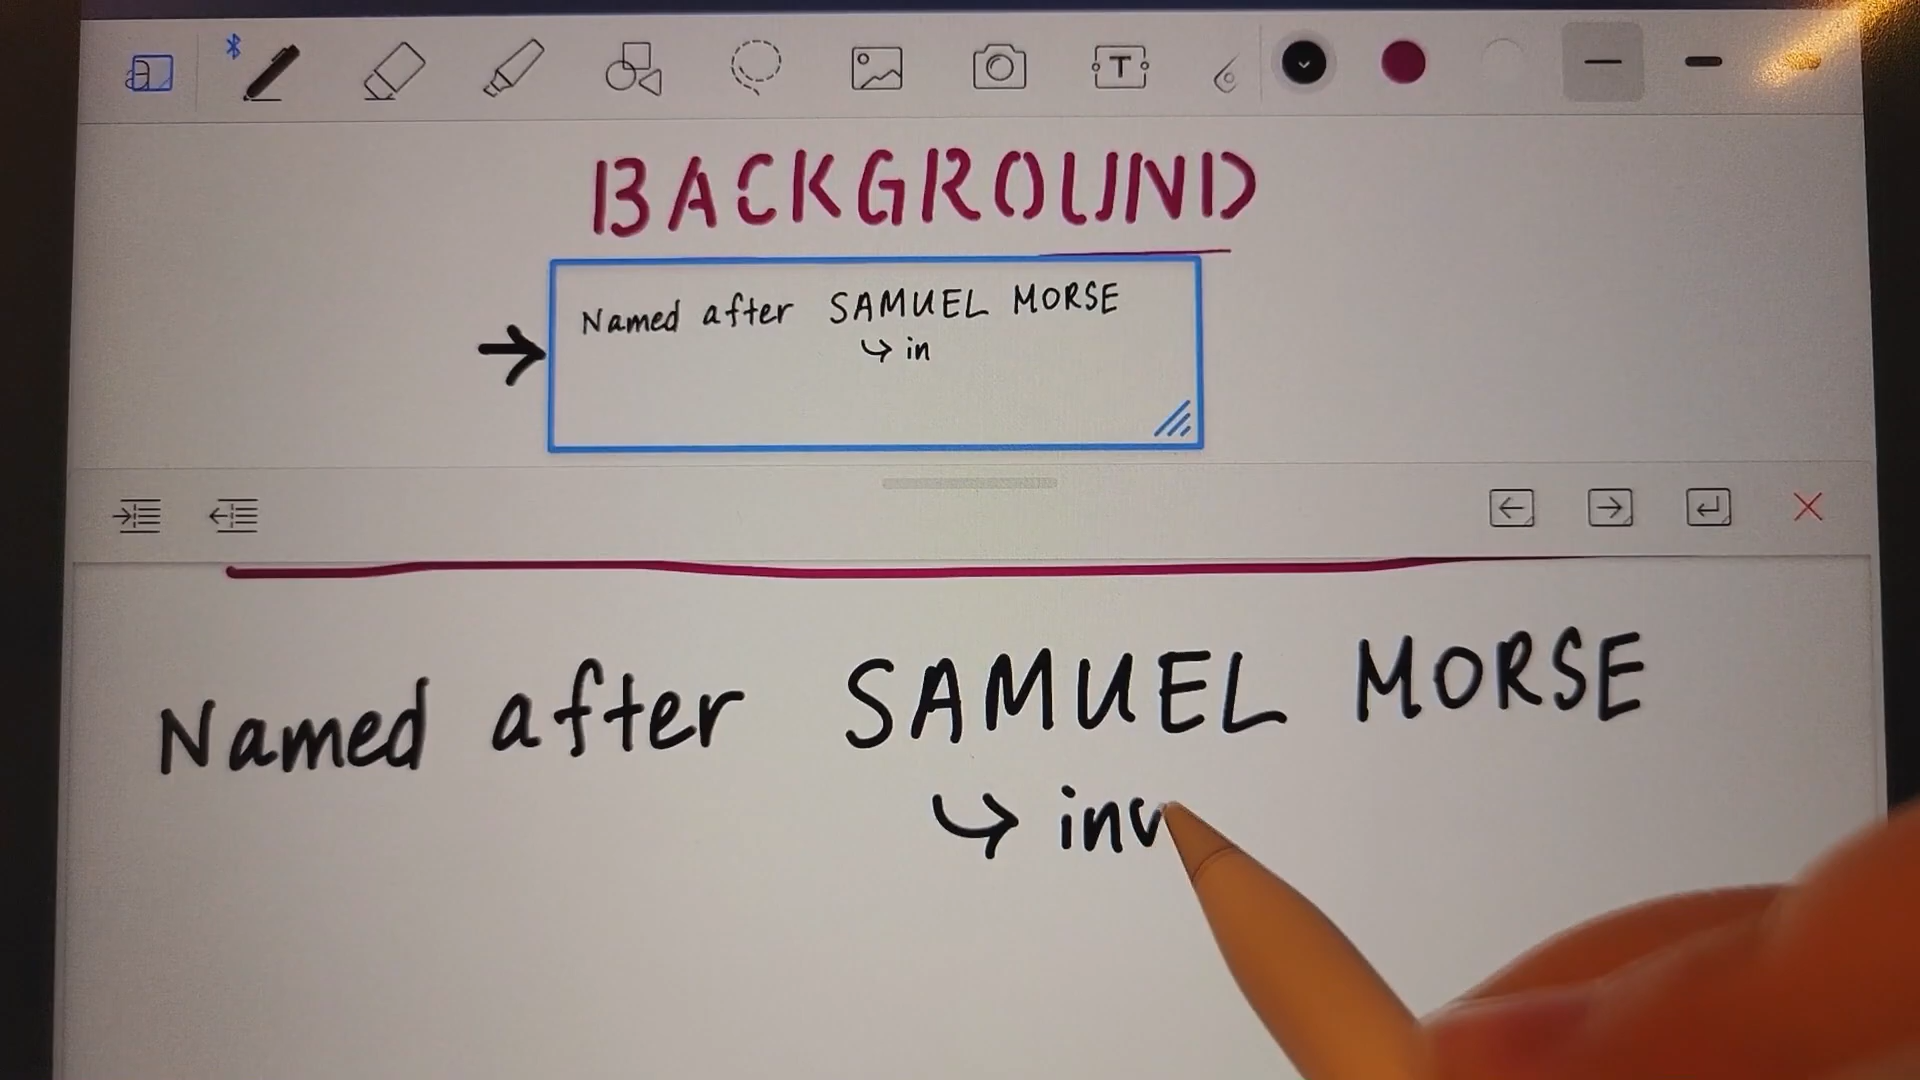 T
BACKGROUND
Named after SAMUEL MORSE
↪ in
Named after SAMUEL MORSE
↪ inv